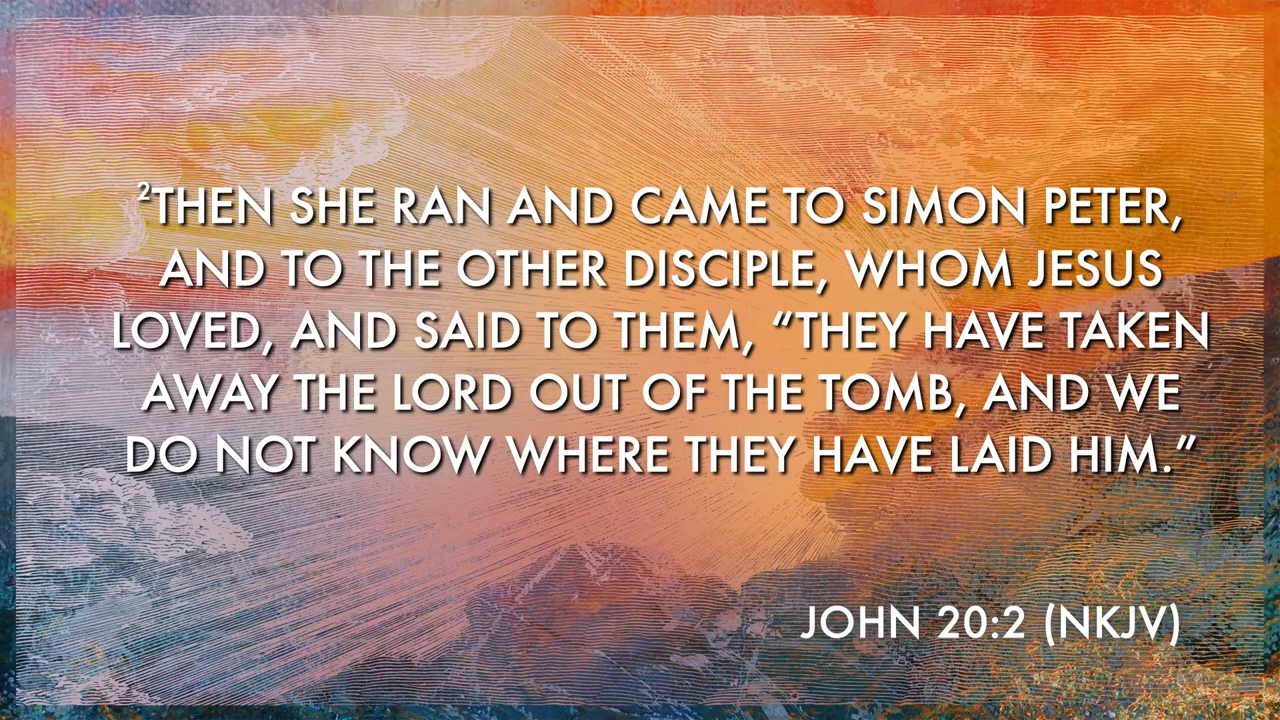 ²THEN SHE RAN AND CAME TO SIMON PETER,
AND TO THE OTHER DISCIPLE, WHOM JESUS
LOVED, AND SAID TO THEM, “THEY HAVE TAKEN
AWAY THE LORD OUT OF THE TOMB, AND WE
DO NOT KNOW WHERE THEY HAVE LAID HIM.”
JOHN 20:2 (NKJV)